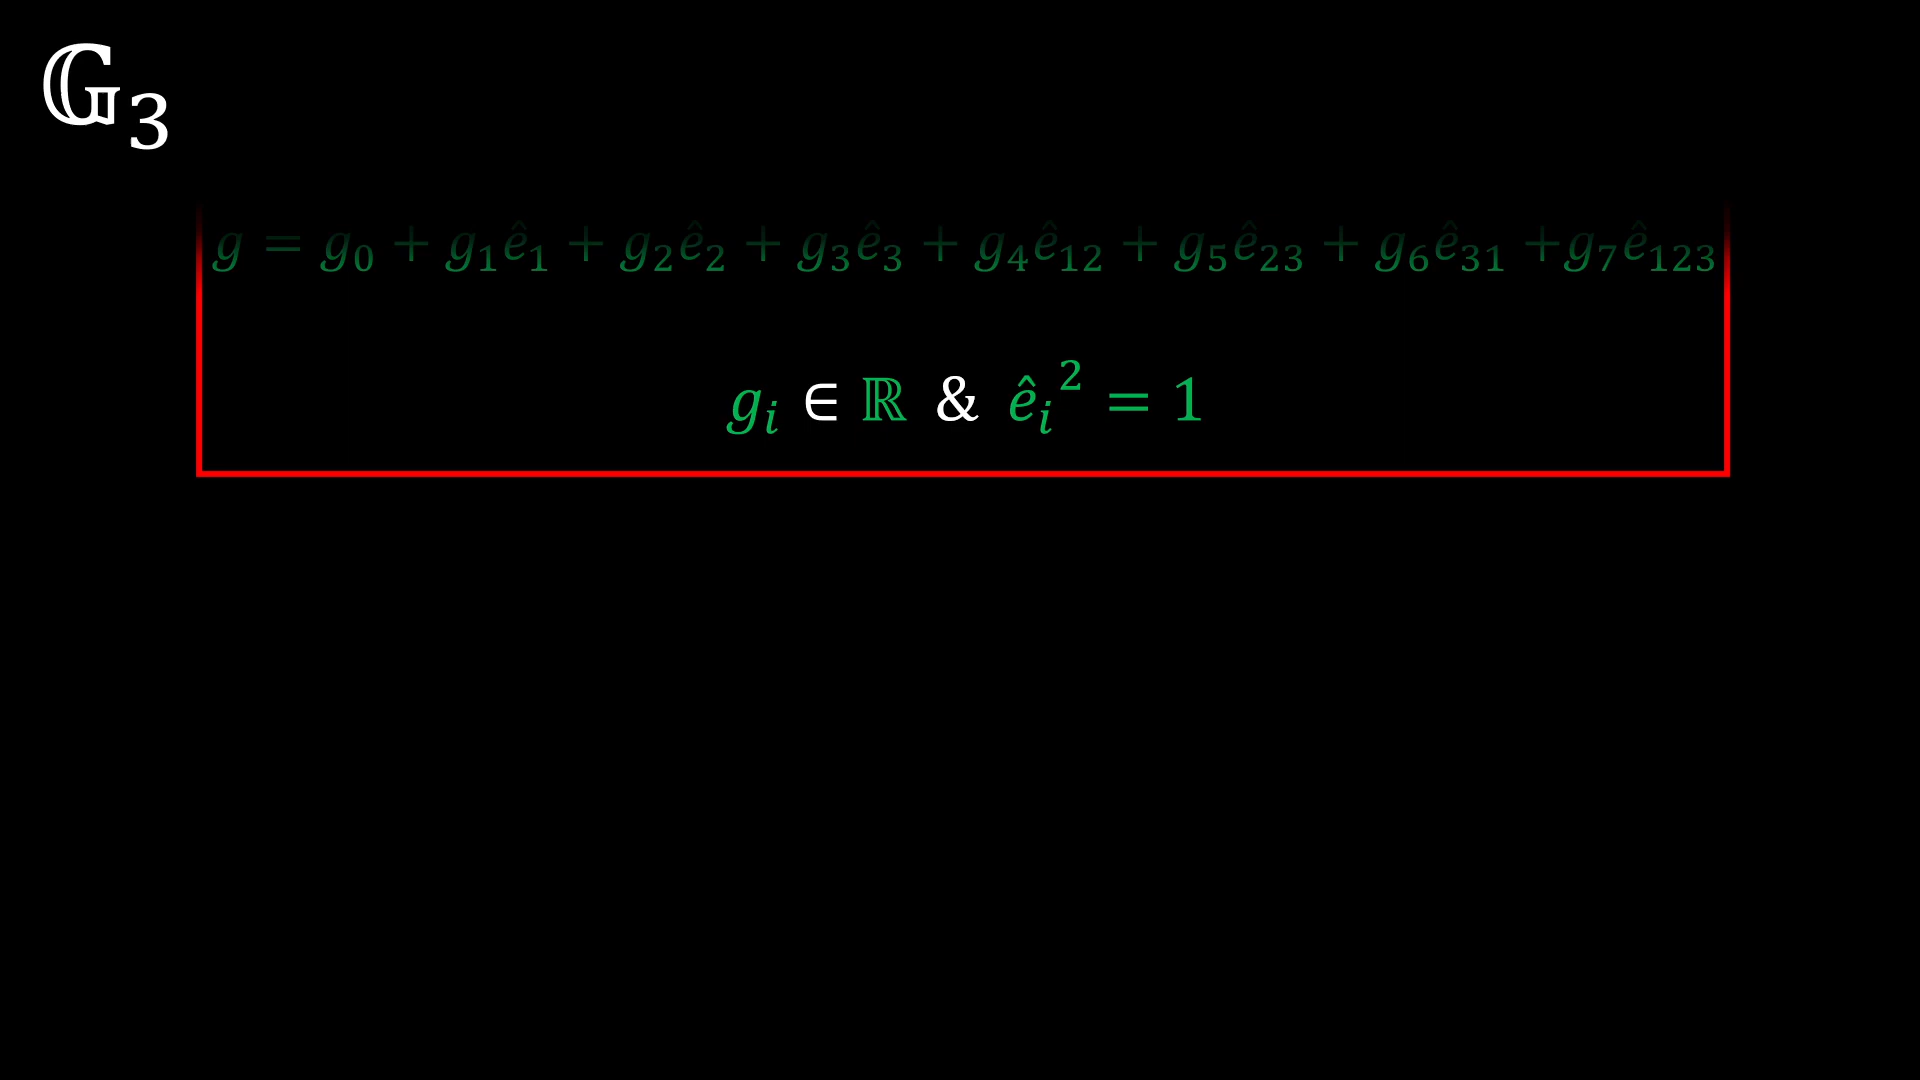 𝔾₃
g = g₀ + g₁ê₁ + g₂ê₂ + g₃ê₃ + g₄ê₁₂ + g₅ê₂₃ + g₆ê₃₁ +g₇ê₁₂₃
gᵢ ∈ ℝ & êᵢ² = 1